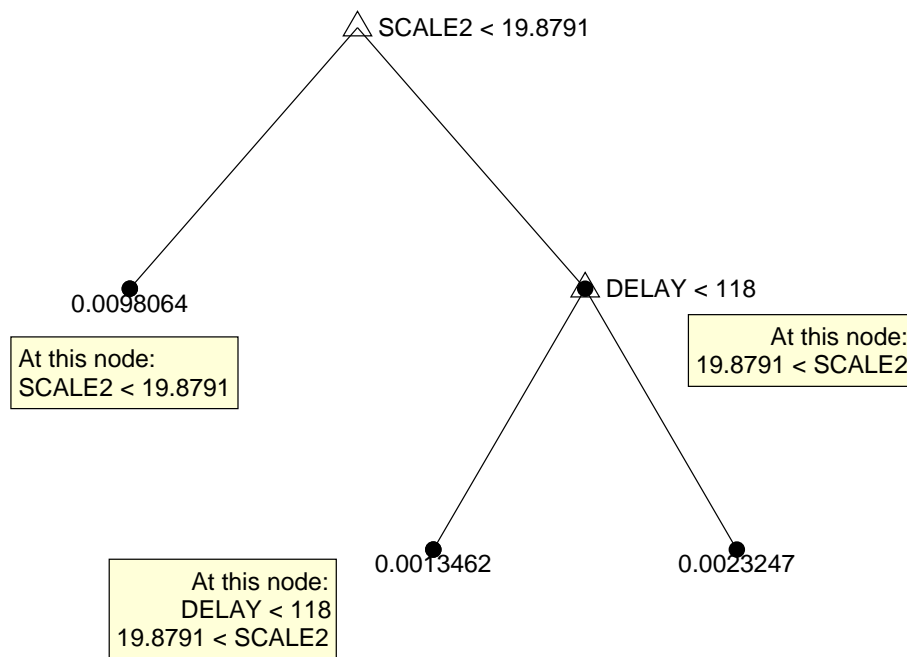 SCALE2 < 19.8791
0.0098064
DELAY < 118
At this node:
SCALE2 < 19.8791
At this node:
19.8791 < SCALE2
0.0013462
0.0023247
At this node:
DELAY < 118
19.8791 < SCALE2